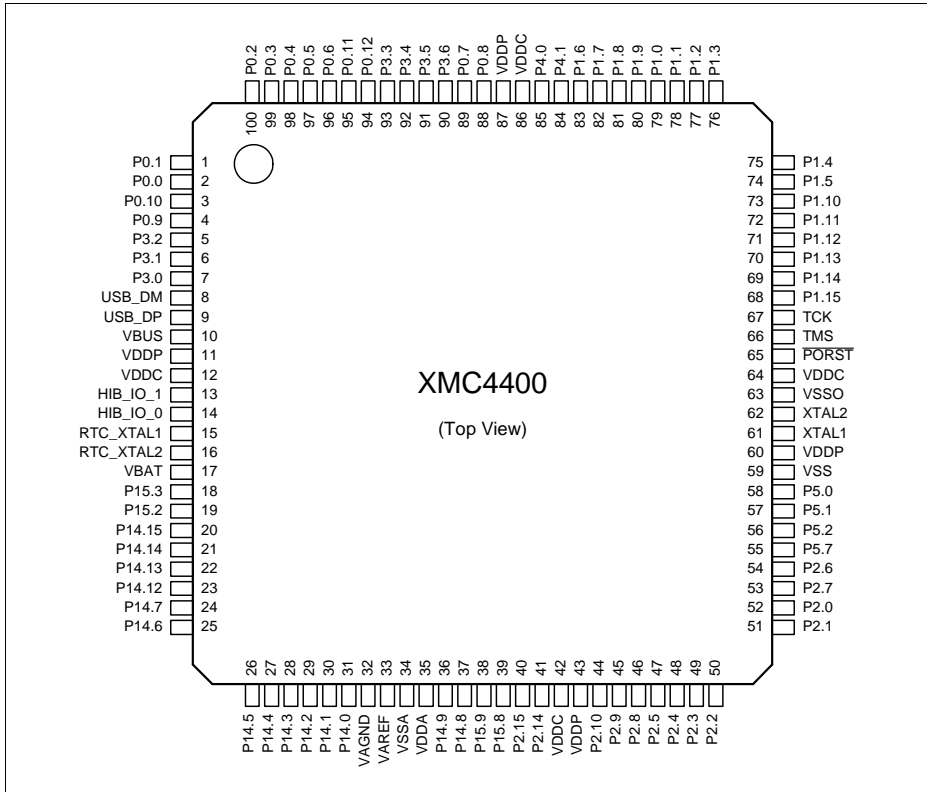 P0.2 P0.3 P0.4 P0.5 P0.6 P0.11 P0.12 P3.3 P3.4 P3.5 P3.6 P0.7 P0.8 VDDP VDDC P4.0 P4.1 P1.6 P1.7 P1.8 P1.9 P1.0 P1.1 P1.2 P1.3
100 99 98 97 96 95 94 93 92 91 90 89 88 87 86 85 84 83 82 81 80 79 78 77 76
P0.1 1 75 P1.4
P0.0 2 74 P1.5
P0.10 3 73 P1.10
P0.9 4 72 P1.11
P3.2 5 71 P1.12
P3.1 6 70 P1.13
P3.0 7 69 P1.14
USB_DM 8 68 P1.15
USB_DP 9 67 TCK
VBUS 10 66 TMS
VDDP 11 65 PORST
VDDC 12 64 VDDC
HIB_IO_1 13 63 VSSO
HIB_IO_0 14 62 XTAL2
RTC_XTAL1 15 61 XTAL1
RTC_XTAL2 16 60 VDDP
VBAT 17 59 VSS
P15.3 18 58 P5.0
P15.2 19 57 P5.1
P14.15 20 56 P5.2
P14.14 21 55 P5.7
P14.13 22 54 P2.6
P14.12 23 53 P2.7
P14.7 24 52 P2.0
P14.6 25 51 P2.1
XMC4400
(Top View)
26 27 28 29 30 31 32 33 34 35 36 37 38 39 40 41 42 43 44 45 46 47 48 49 50
P14.5 P14.4 P14.3 P14.2 P14.1 P14.0 VAGND VAREF VSSA VDDA P14.9 P14.8 P15.9 P15.8 P2.15 P2.14 VDDC VDDP P2.10 P2.9 P2.8 P2.5 P2.4 P2.3 P2.2